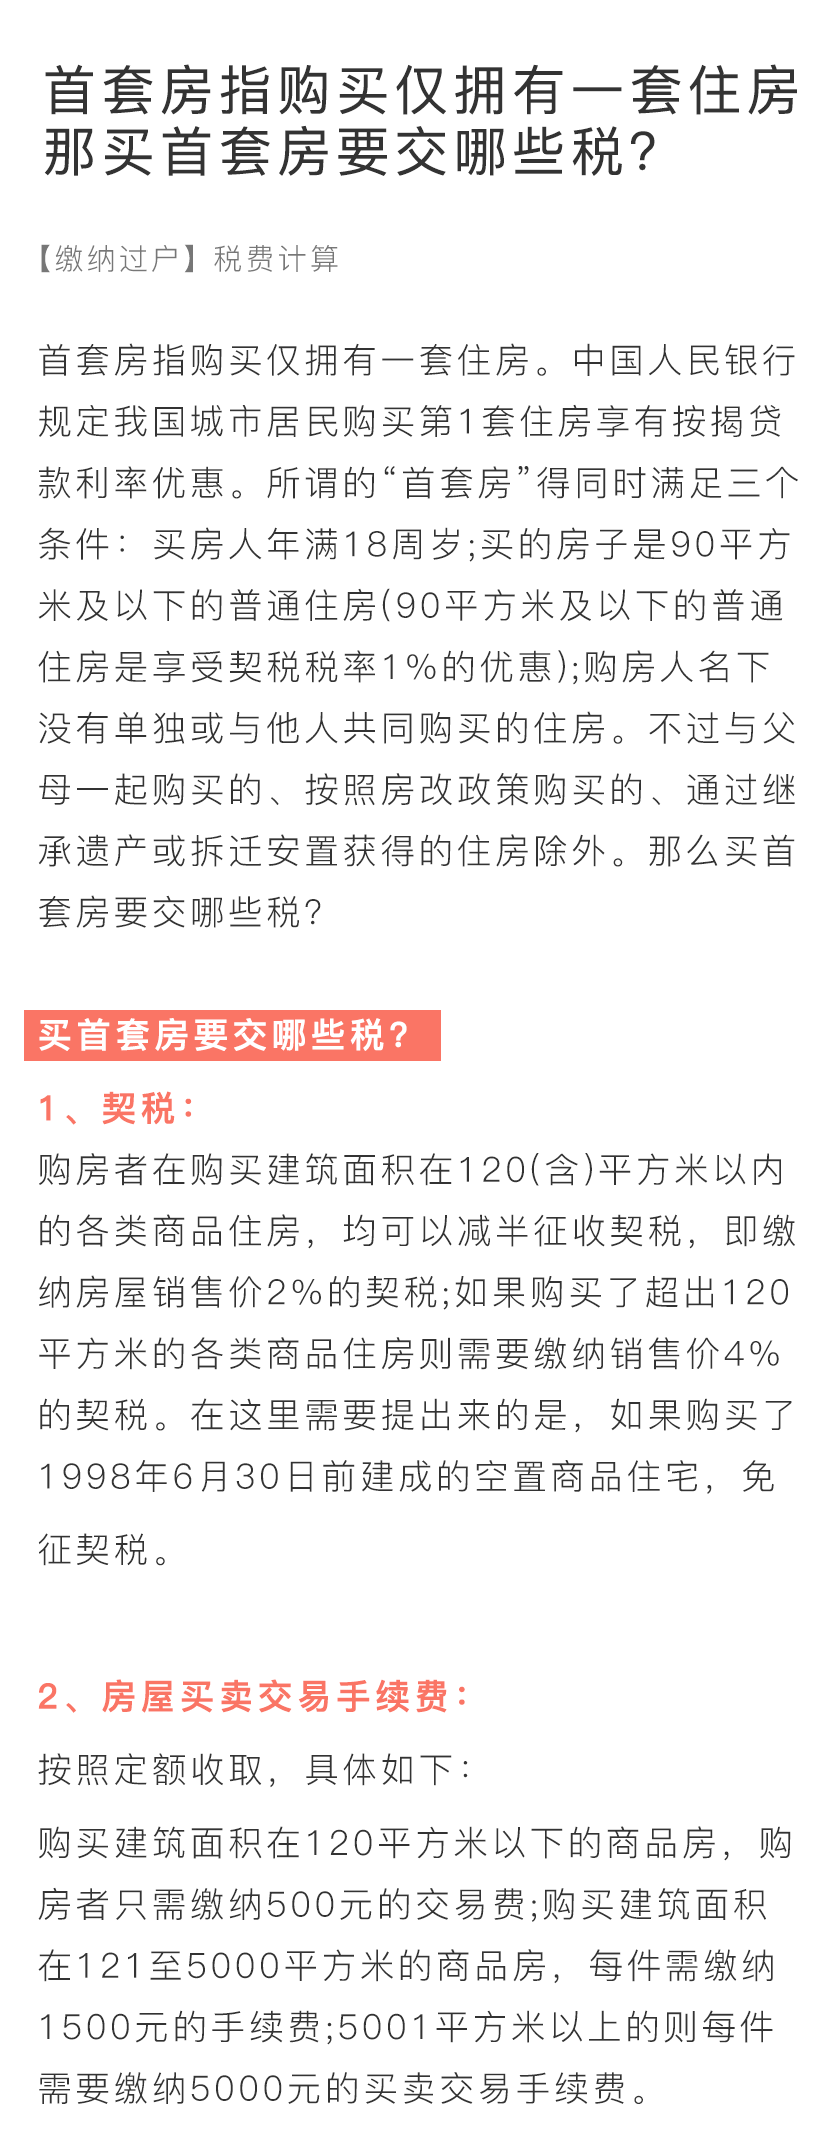 首套房指购买仅拥有一套住房
那买首套房要交哪些税?
【缴纳过户】税费计算
首套房指购买仅拥有一套住房。中国人民银行
规定我国城市居民购买第1套住房享有按揭贷
款利率优惠。所谓的“首套房”得同时满足三个
条件：买房人年满18周岁;买的房子是90平方
米及以下的普通住房(90平方米及以下的普通
住房是享受契税税率1%的优惠);购房人名下
没有单独或与他人共同购买的住房。不过与父
母一起购买的、按照房改政策购买的、通过继
承遗产或拆迁安置获得的住房除外。那么买首
套房要交哪些税?
买首套房要交哪些税?
1、契税：
购房者在购买建筑面积在120(含)平方米以内
的各类商品住房，均可以减半征收契税，即缴
纳房屋销售价2%的契税;如果购买了超出120
平方米的各类商品住房则需要缴纳销售价4%
的契税。在这里需要提出来的是，如果购买了
1998年6月30日前建成的空置商品住宅，免
征契税。
2、房屋买卖交易手续费：
按照定额收取，具体如下：
购买建筑面积在120平方米以下的商品房，购
房者只需缴纳500元的交易费;购买建筑面积
在121至5000平方米的商品房，每件需缴纳
1500元的手续费;5001平方米以上的则每件
需要缴纳5000元的买卖交易手续费。